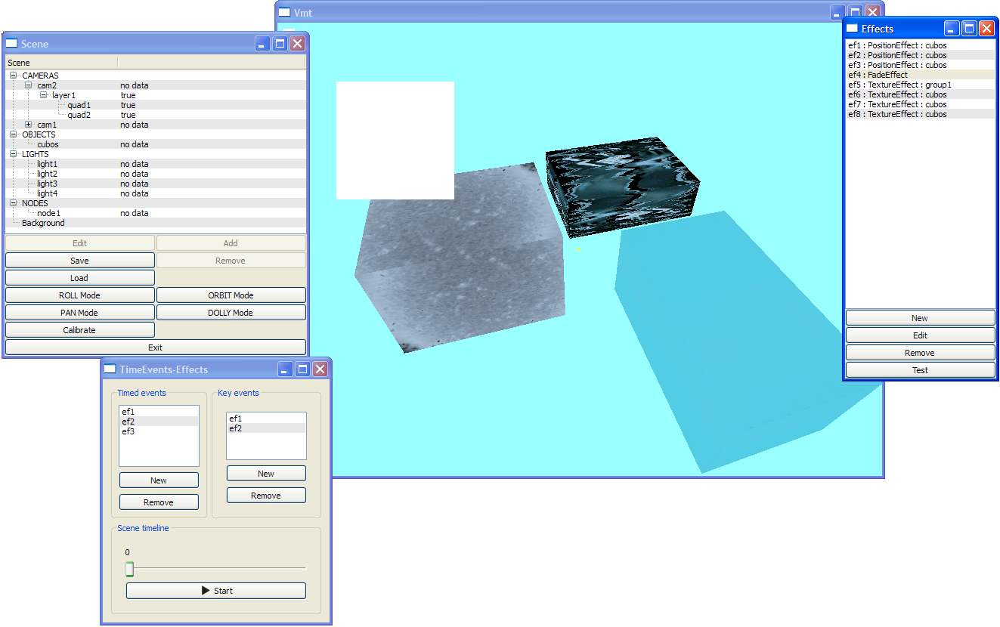 Vmt
Scene
Scene
CAMERAS
cam2 no data
layer1 true
quad1 true
quad2 true
cam1 no data
OBJECTS
cubos no data
LIGHTS
light1 no data
light2 no data
light3 no data
light4 no data
NODES
node1 no data
Background
Edit Add
Save Remove
Load
ROLL Mode ORBIT Mode
PAN Mode DOLLY Mode
Calibrate
Exit
TimeEvents-Effects
Timed events
ef1
ef2
ef3
New
Remove
Key events
ef1
ef2
New
Remove
Scene timeline
0
Start
Effects
ef1 : PositionEffect : cubos
ef2 : PositionEffect : cubos
ef3 : PositionEffect : cubos
ef4 : FadeEffect
ef5 : TextureEffect : group1
ef6 : TextureEffect : cubos
ef7 : TextureEffect : cubos
ef8 : TextureEffect : cubos
New
Edit
Remove
Test